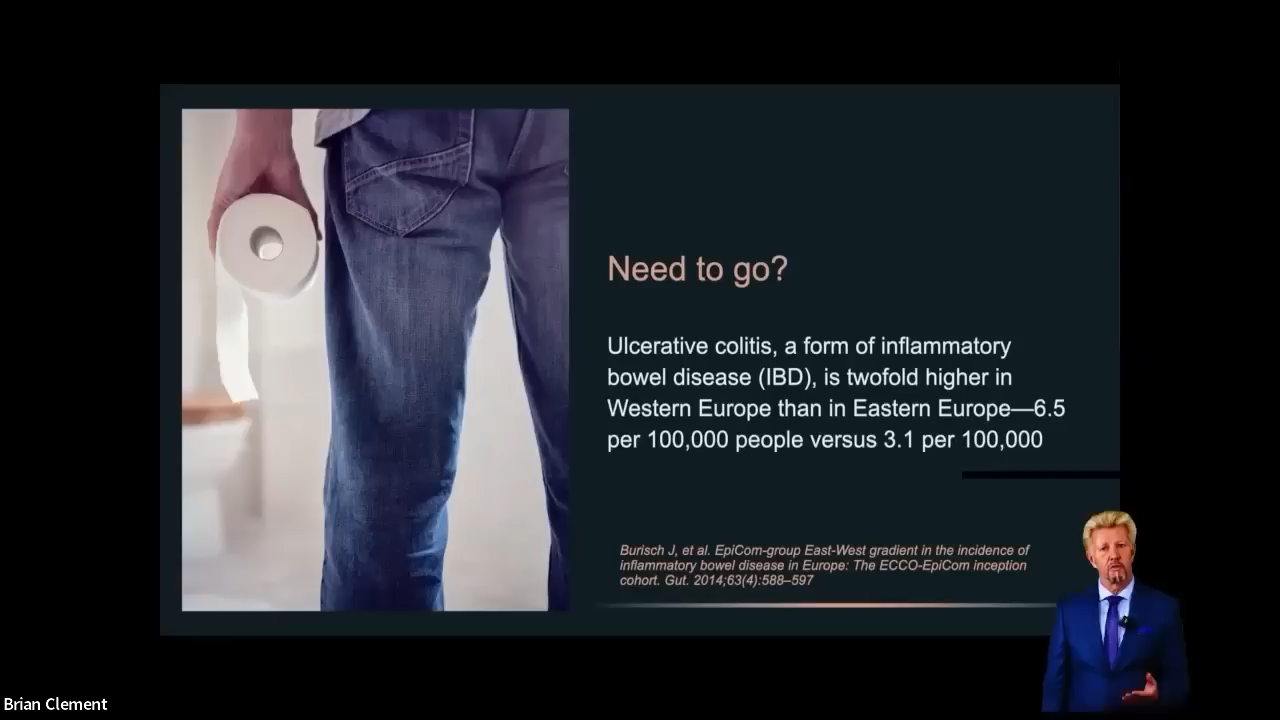 Need to go?
Ulcerative colitis, a form of inflammatory
bowel disease (IBD), is twofold higher in
Western Europe than in Eastern Europe—6.5
per 100,000 people versus 3.1 per 100,000
Burisch J, et al. EpiCom-group East-West gradient in the incidence of
inflammatory bowel disease in Europe: The ECCO-EpiCom inception
cohort. Gut. 2014;63(4):588–597
Brian Clement